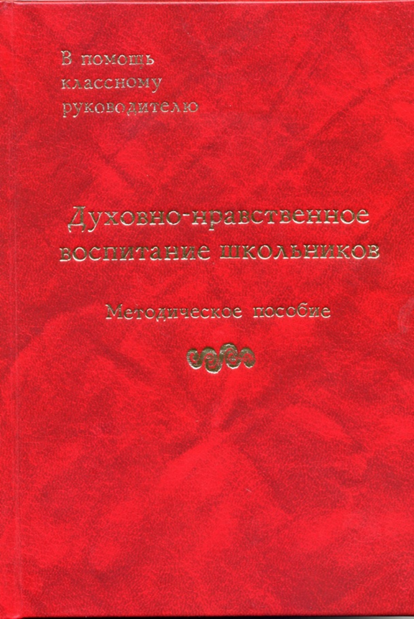 В помощь
классному
руководителю
Духовно-нравственное
воспитание школьников
Методическое пособие